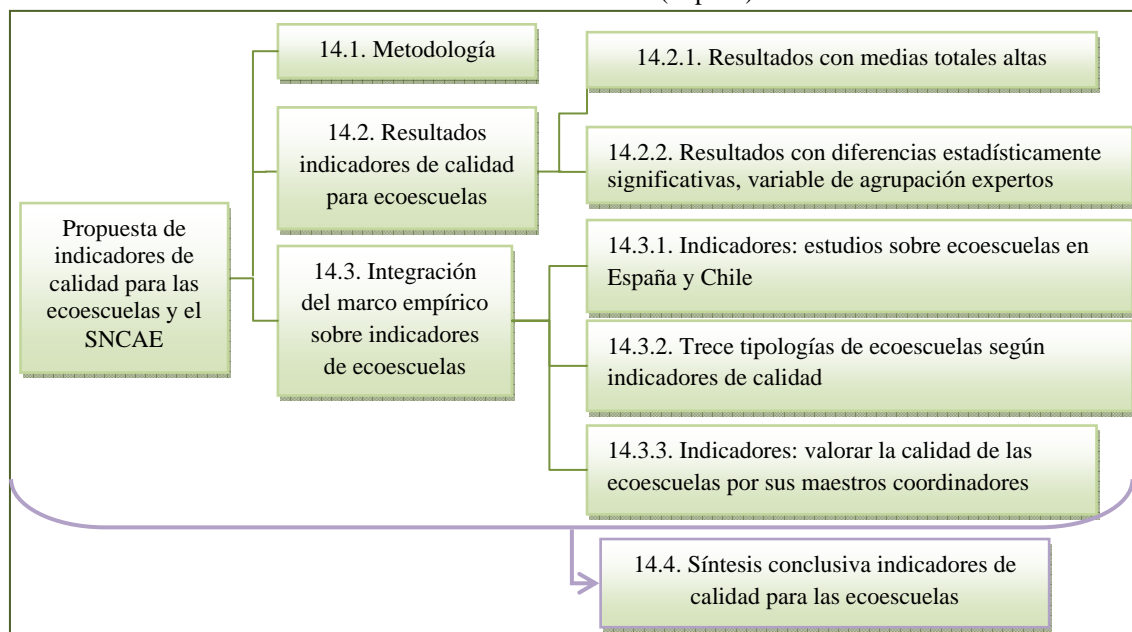 14.1. Metodología
14.2.1. Resultados con medias totales altas
14.2. Resultados
indicadores de calidad
para ecoescuelas
14.2.2. Resultados con diferencias estadísticamente
significativas, variable de agrupación expertos
Propuesta de
indicadores de
calidad para las
ecoescuelas y el
SNCAE
14.3. Integración
del marco empírico
sobre indicadores
de ecoescuelas
14.3.1. Indicadores: estudios sobre ecoescuelas en
España y Chile
14.3.2. Trece tipologías de ecoescuelas según
indicadores de calidad
14.3.3. Indicadores: valorar la calidad de las
ecoescuelas por sus maestros coordinadores
14.4. Síntesis conclusiva indicadores de
calidad para las ecoescuelas